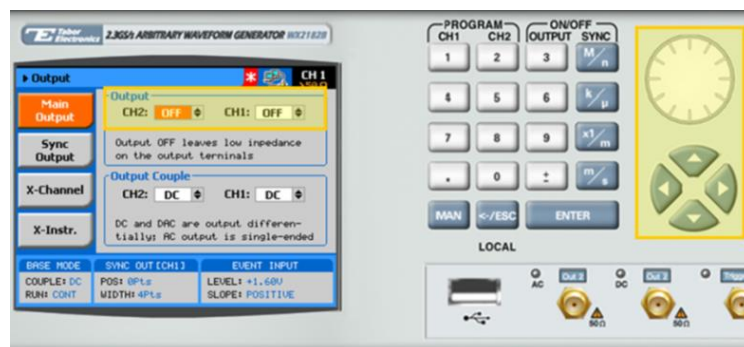 Tabor Electronics 2.3GS/s ARBITRARY WAVEFORM GENERATOR WX2182B
Output CH 1
Main Output
Output
CH2: OFF CH1: OFF
Output OFF leaves low inpedance
on the output terminals
Sync Output
Output Couple
CH2: DC CH1: DC
DC and DAC are output differen-
tially; AC output is single-ended
X-Channel
X-Instr.
BASE MODE SYNC OUT [CH1] EVENT INPUT
COUPLE: DC POS: 0Pts LEVEL: +1.60V
RUN: CONT WIDTH: 4Pts SLOPE: POSITIVE
PROGRAM ON/OFF
CH1 CH2 OUTPUT SYNC
1 2 3 M/n
4 5 6 k/µ
7 8 9 x1/m
. 0 ± m/s
MAN <-/ESC ENTER
LOCAL
AC Out 2 DC Out 2
50Ω 50Ω